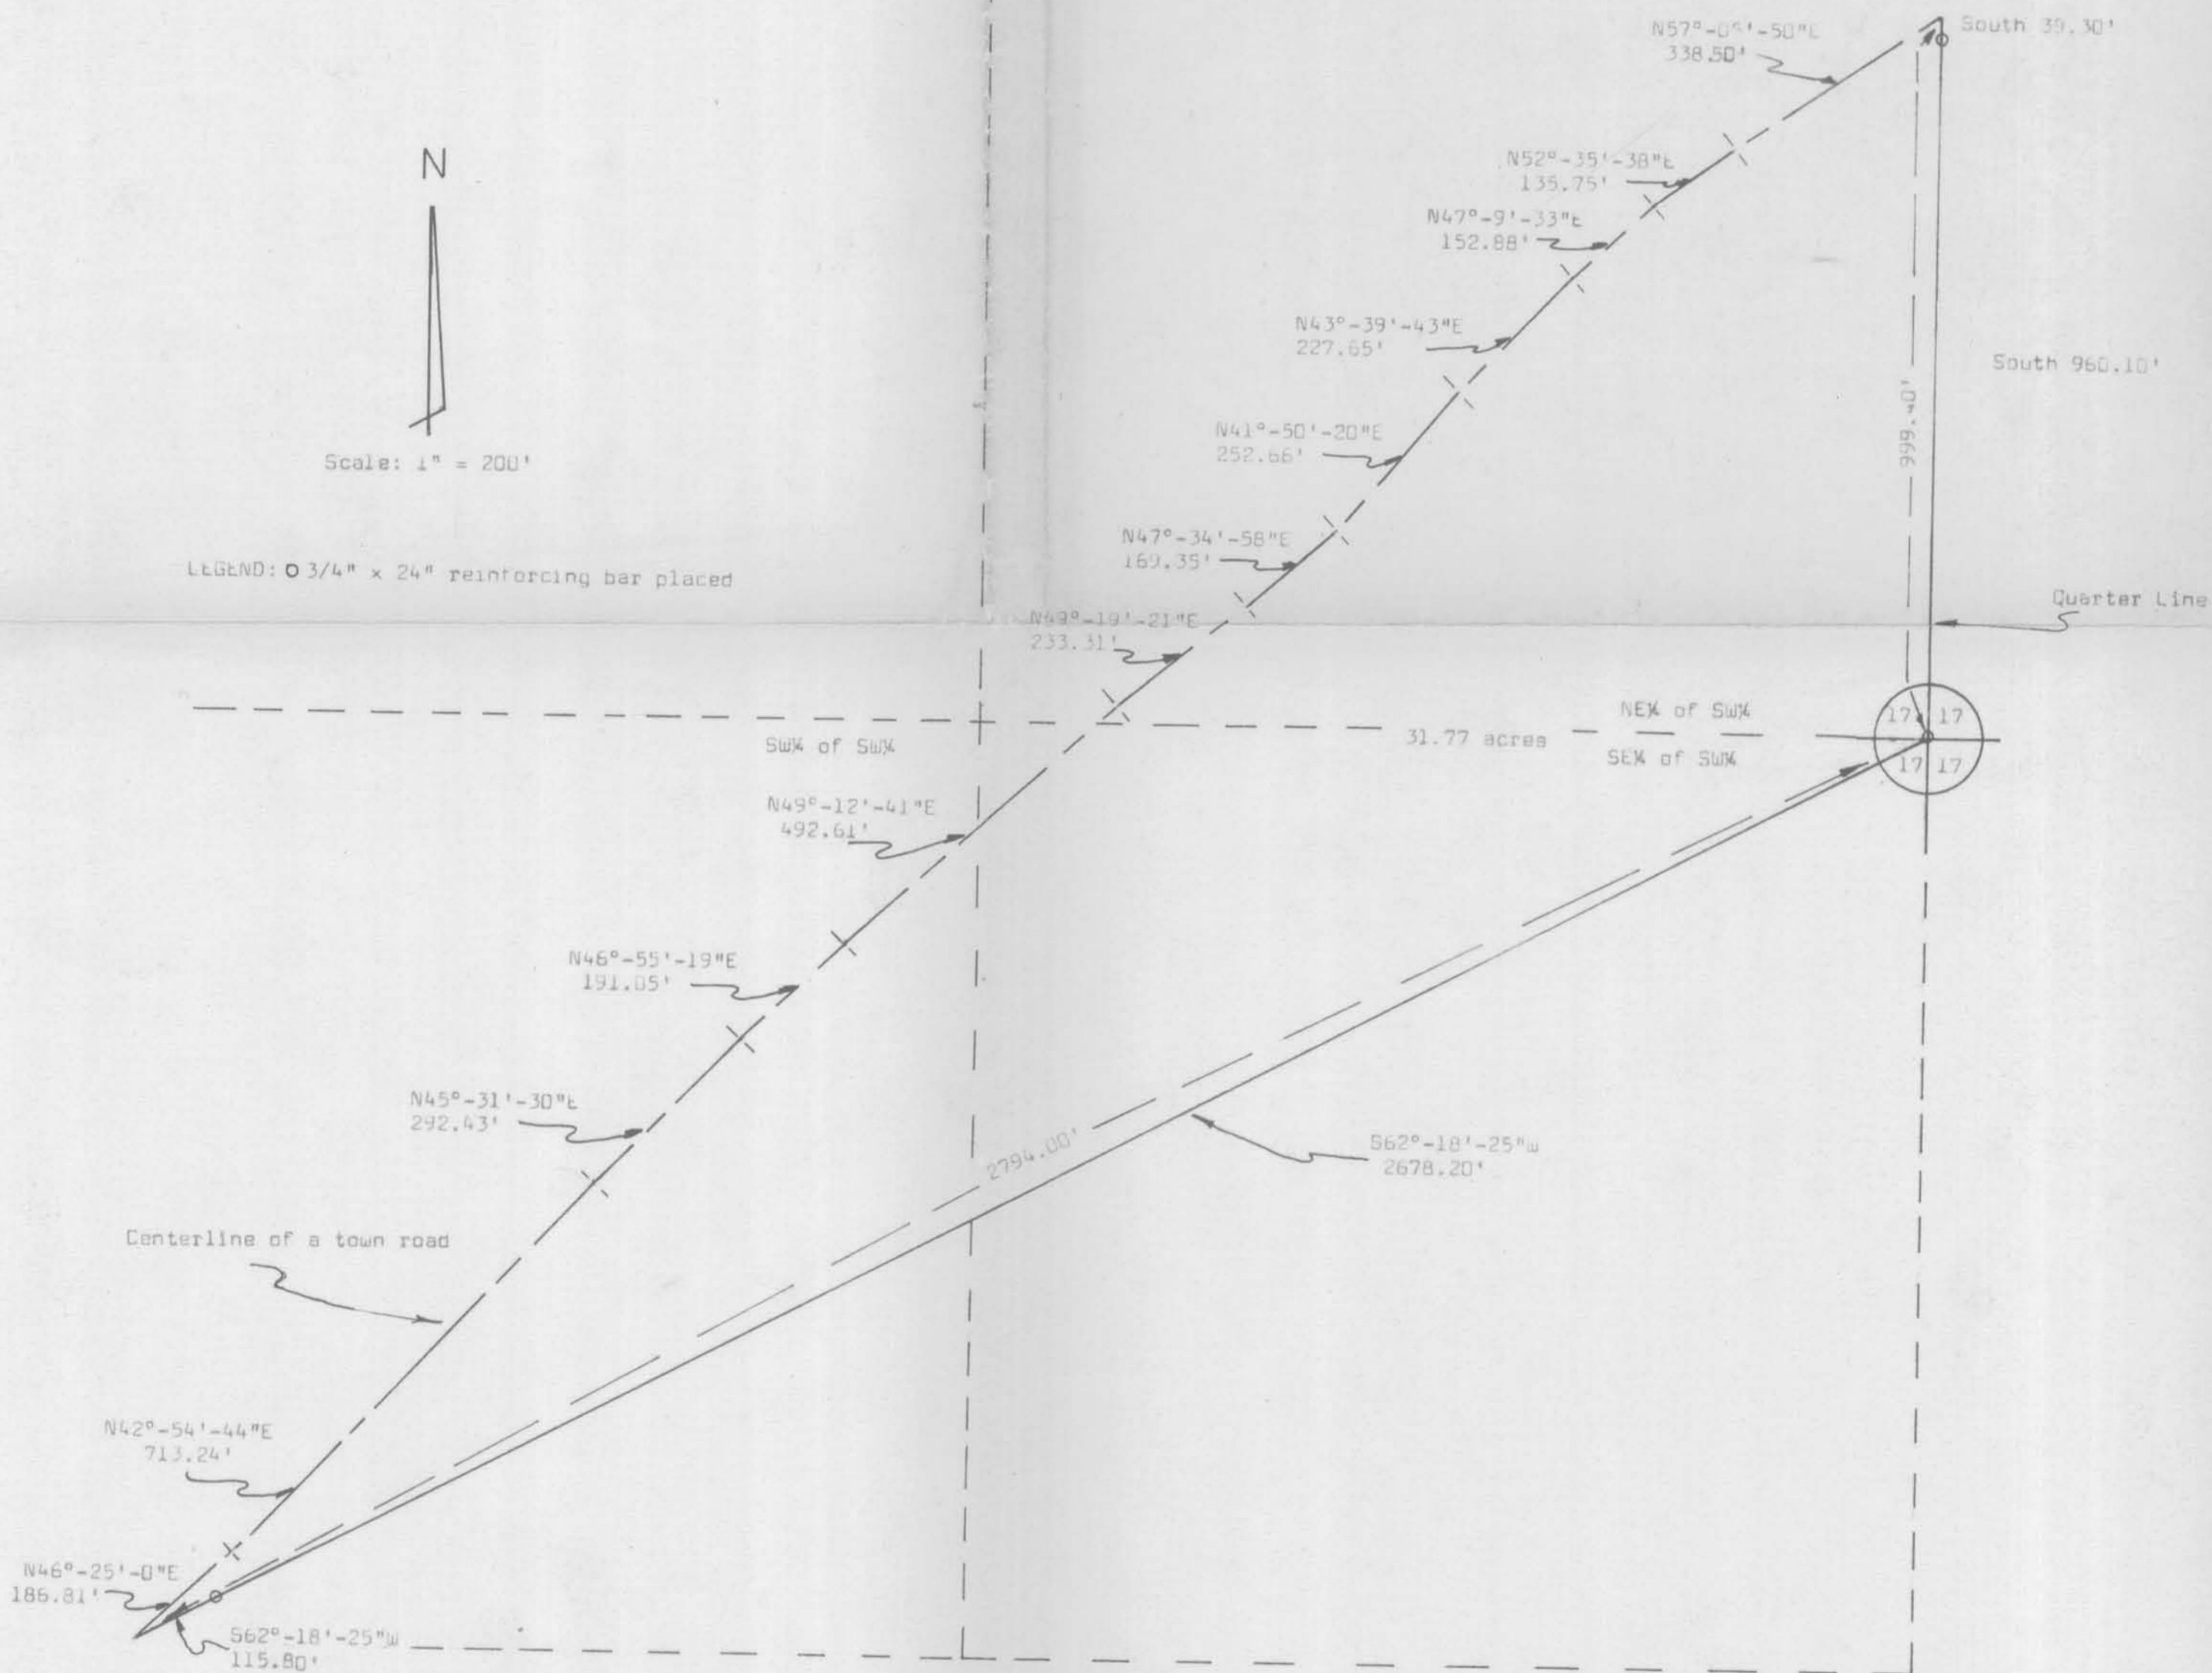 South 39.30'
338.50'
N
N52°-35'-38"E
135.75'
N47°-9'-33"E
152.88'
N43°-39'-43"E
227.65'
South 960.10'
999.40'
N41°-50'-20"E
252.66'
Scale: 1" = 200'
N47°-34'-58"E
169.35'
LEGEND: O 3/4" x 24" reinforcing bar placed
Quarter Line
N49°-19'-21"E
233.31'
NE¼ of SW¼
17 17
31.77 acres
SW¼ of SW¼
SE¼ of SW¼
17 17
N49°-12'-41"E
492.61'
N46°-55'-19"E
191.05'
N45°-31'-30"E
292.43'
2794.00'
S62°-18'-25"W
2678.20'
Centerline of a town road
N42°-54'-44"E
713.24'
N46°-25'-0"E
186.81'
S62°-18'-25"W
115.80'